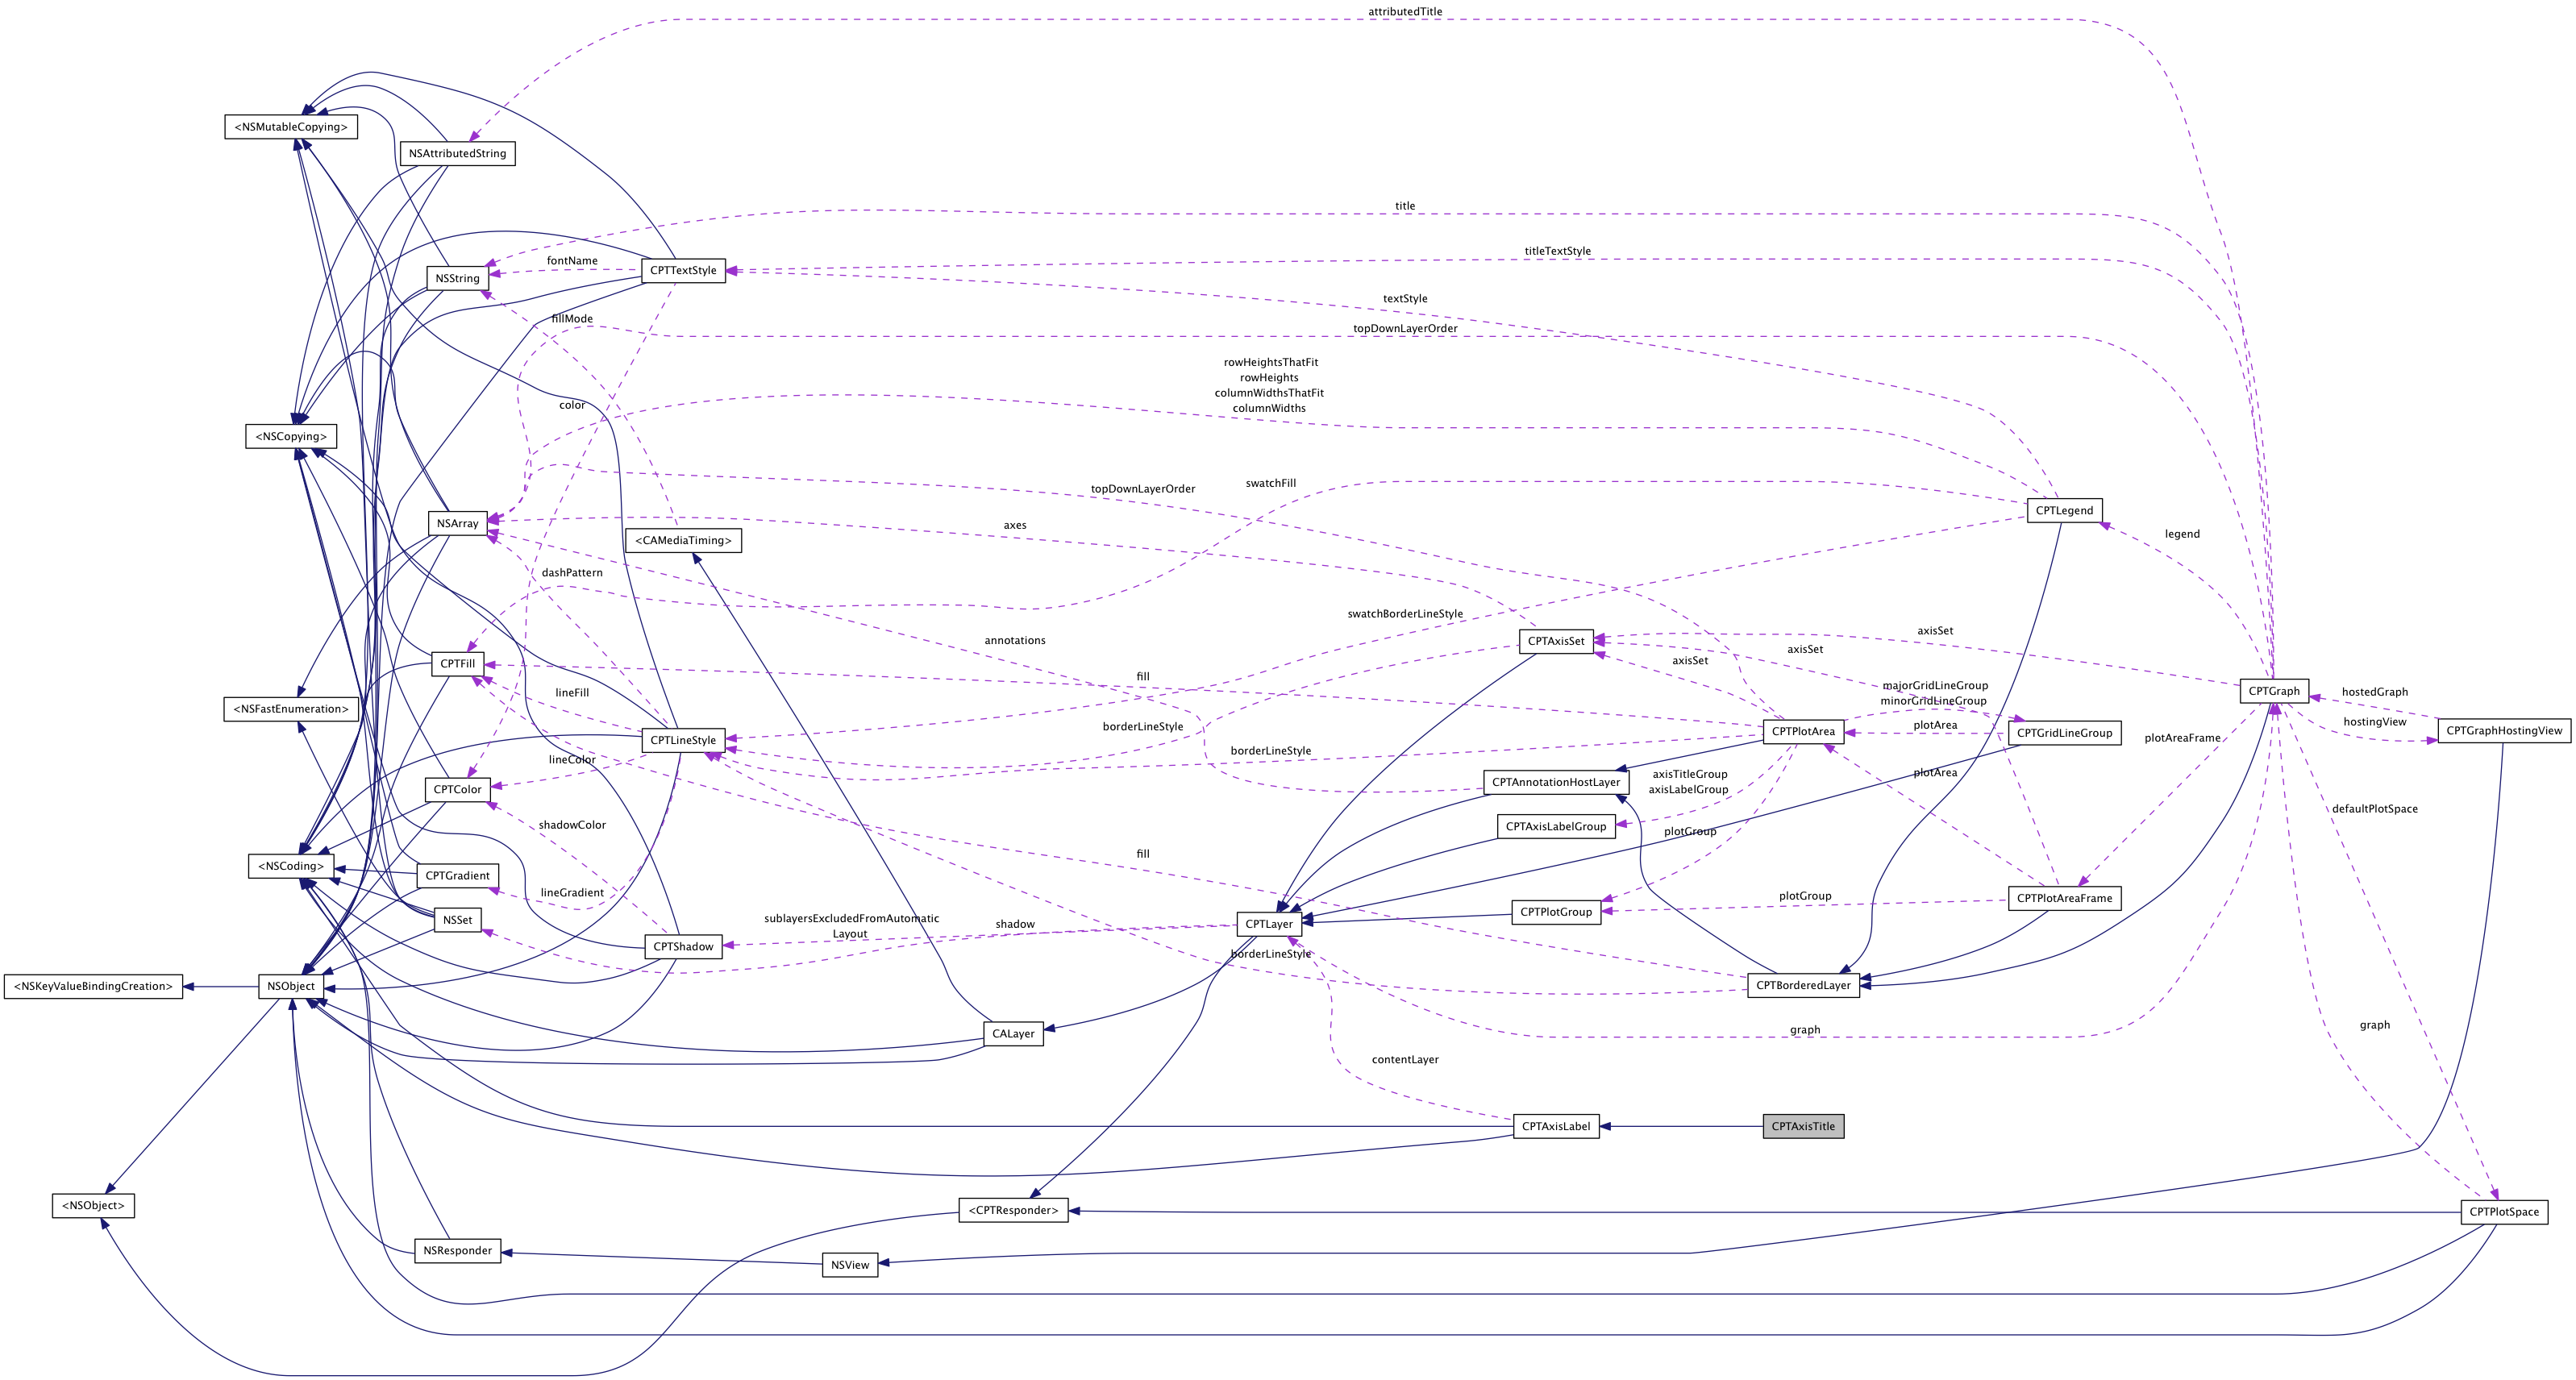 attributedTitle
<NSMutableCopying>
NSAttributedString
title
titleTextStyle
fontName
CPTTextStyle
NSString
textStyle
fillMode
topDownLayerOrder
rowHeightsThatFit
rowHeights
columnWidthsThatFit
columnWidths
color
<NSCopying>
swatchFill
topDownLayerOrder
CPTLegend
NSArray
axes
legend
<CAMediaTiming>
dashPattern
swatchBorderLineStyle
annotations
CPTAxisSet
axisSet
axisSet
axisSet
CPTFill
fill
CPTGraph
hostedGraph
majorGridLineGroup
minorGridLineGroup
lineFill
<NSFastEnumeration>
hostingView
borderLineStyle
plotArea
CPTPlotArea
CPTGridLineGroup
CPTGraphHostingView
CPTLineStyle
plotAreaFrame
borderLineStyle
lineColor
plotArea
axisTitleGroup
axisLabelGroup
CPTAnnotationHostLayer
CPTColor
defaultPlotSpace
shadowColor
CPTAxisLabelGroup
plotGroup
fill
<NSCoding>
CPTGradient
lineGradient
plotGroup
CPTPlotAreaFrame
CPTPlotGroup
NSSet
sublayersExcludedFromAutomatic
Layout
shadow
CPTLayer
CPTShadow
borderLineStyle
<NSKeyValueBindingCreation>
NSObject
CPTBorderedLayer
graph
graph
CALayer
contentLayer
CPTAxisLabel
CPTAxisTitle
<NSObject>
<CPTResponder>
CPTPlotSpace
NSResponder
NSView